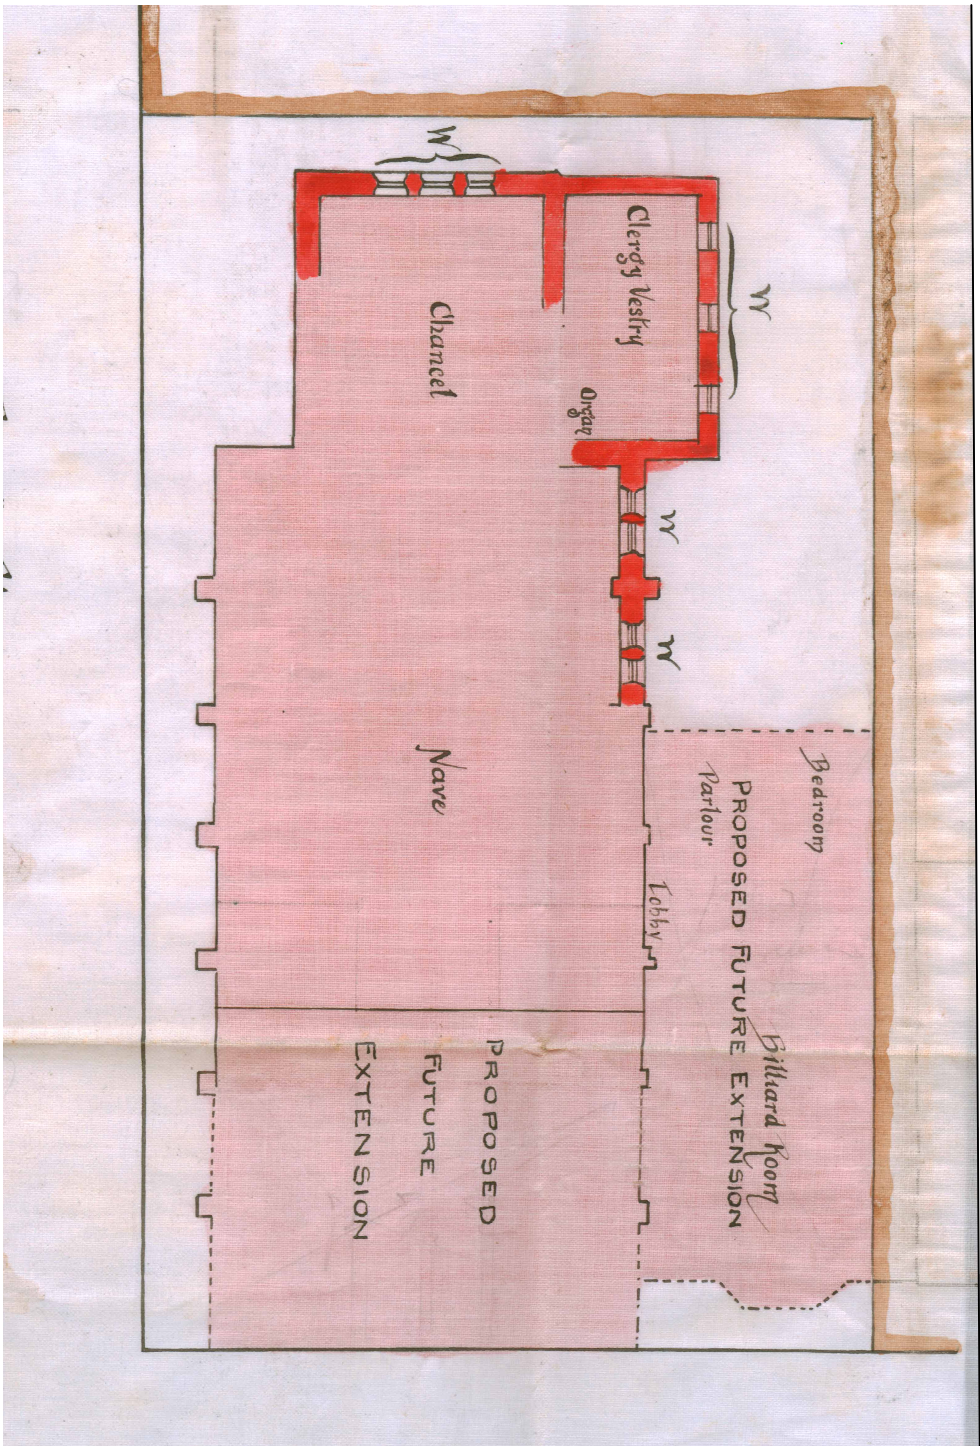 W
W
Clergy Vestry
Organ
Chancel
W
W
Nave
Bedroom
Parlour
PROPOSED FUTURE EXTENSION
Lobby
Billiard Room
PROPOSED
FUTURE
EXTENSION